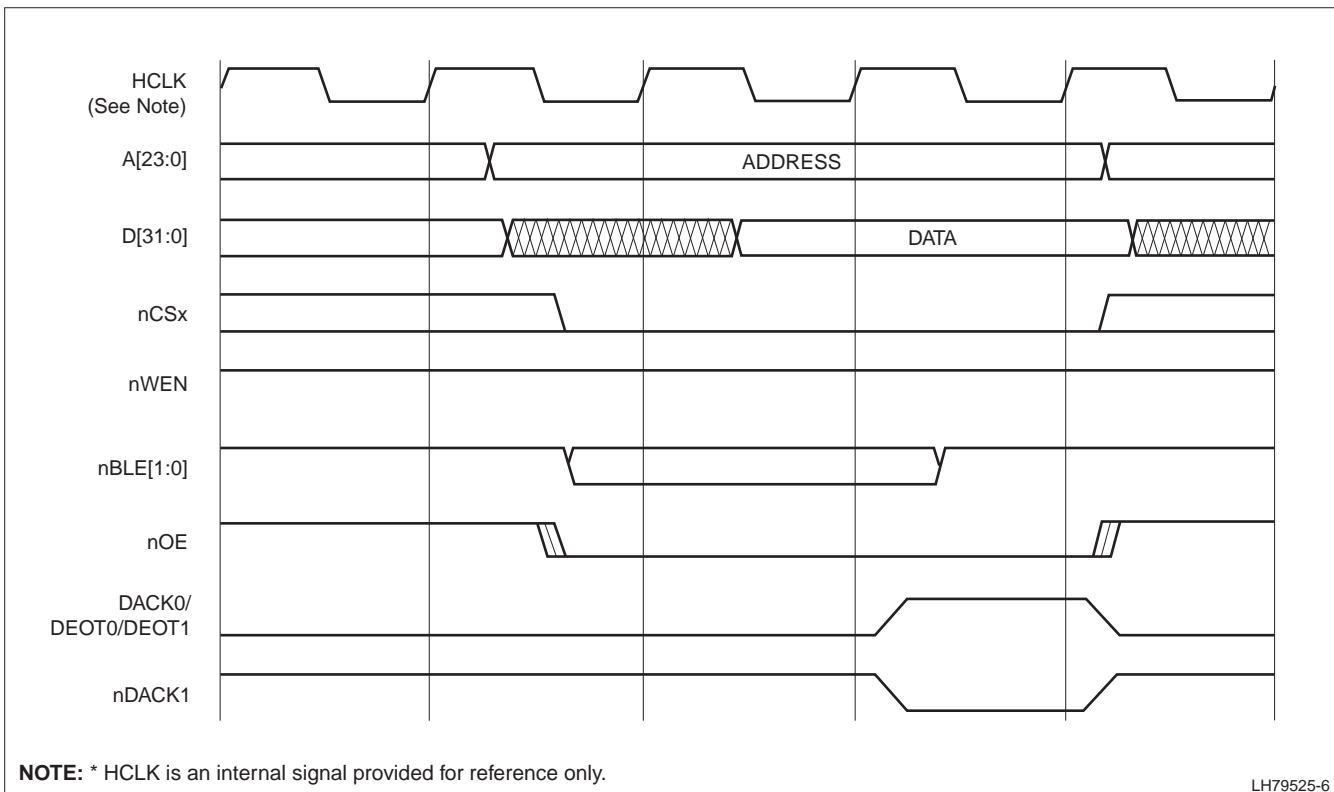 HCLK
(See Note)
A[23:0]
ADDRESS
D[31:0]
DATA
nCSx
nWEN
nBLE[1:0]
nOE
DACK0/
DEOT0/DEOT1
nDACK1
NOTE: * HCLK is an internal signal provided for reference only.
LH79525-6